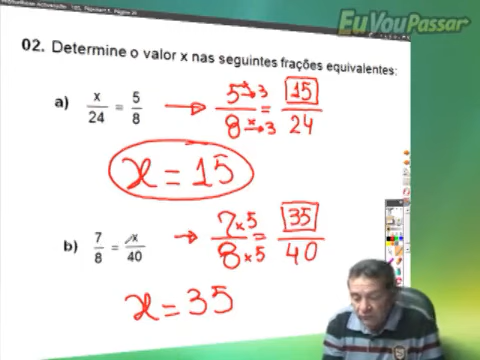 EuVouPassar
02. Determine o valor x nas seguintes frações equivalentes:
a) x/24 = 5/8 → 5×3/8×3 = 15/24
x = 15
b) 7/8 = x/40 → 7×5/8×5 = 35/40
x = 35